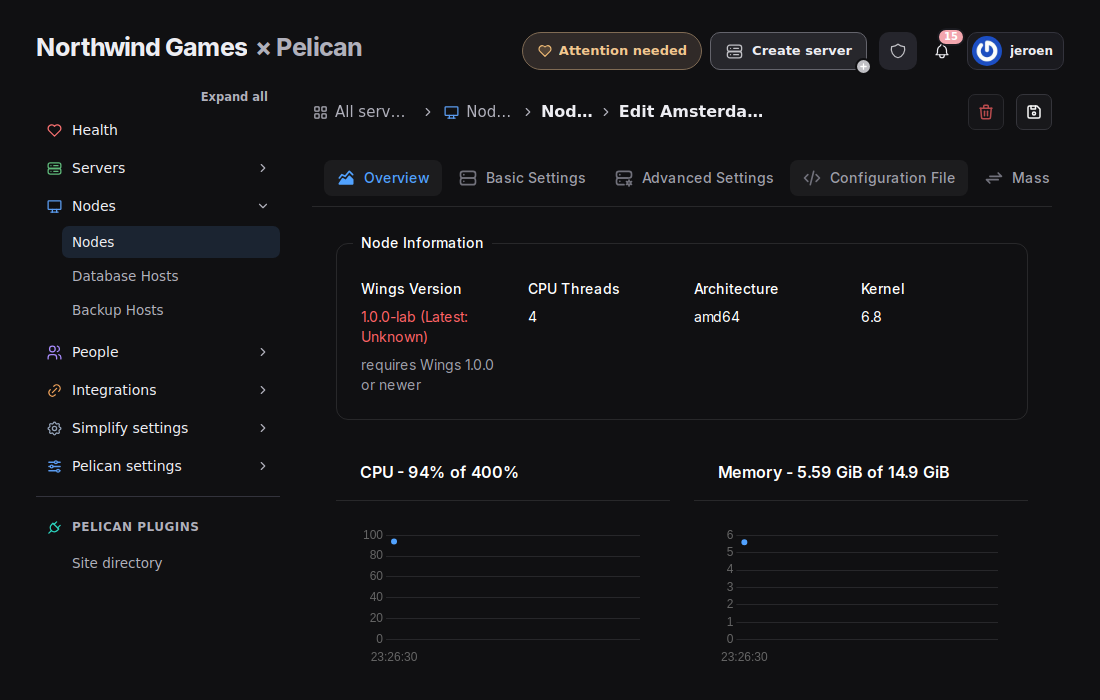 Northwind Games × Pelican
Attention needed
Create server
15
jeroen
Expand all
Health
Servers
Nodes
Nodes
Database Hosts
Backup Hosts
People
Integrations
Simplify settings
Pelican settings
PELICAN PLUGINS
Site directory
All serv... > Nod... > Nod... > Edit Amsterda...
Overview
Basic Settings
Advanced Settings
Configuration File
Mass
Node Information
Wings Version
1.0.0-lab (Latest:
Unknown)
requires Wings 1.0.0
or newer
CPU Threads
4
Architecture
amd64
Kernel
6.8
CPU - 94% of 400%
100
80
60
40
20
0
23:26:30
Memory - 5.59 GiB of 14.9 GiB
6
5
4
3
2
1
0
23:26:30